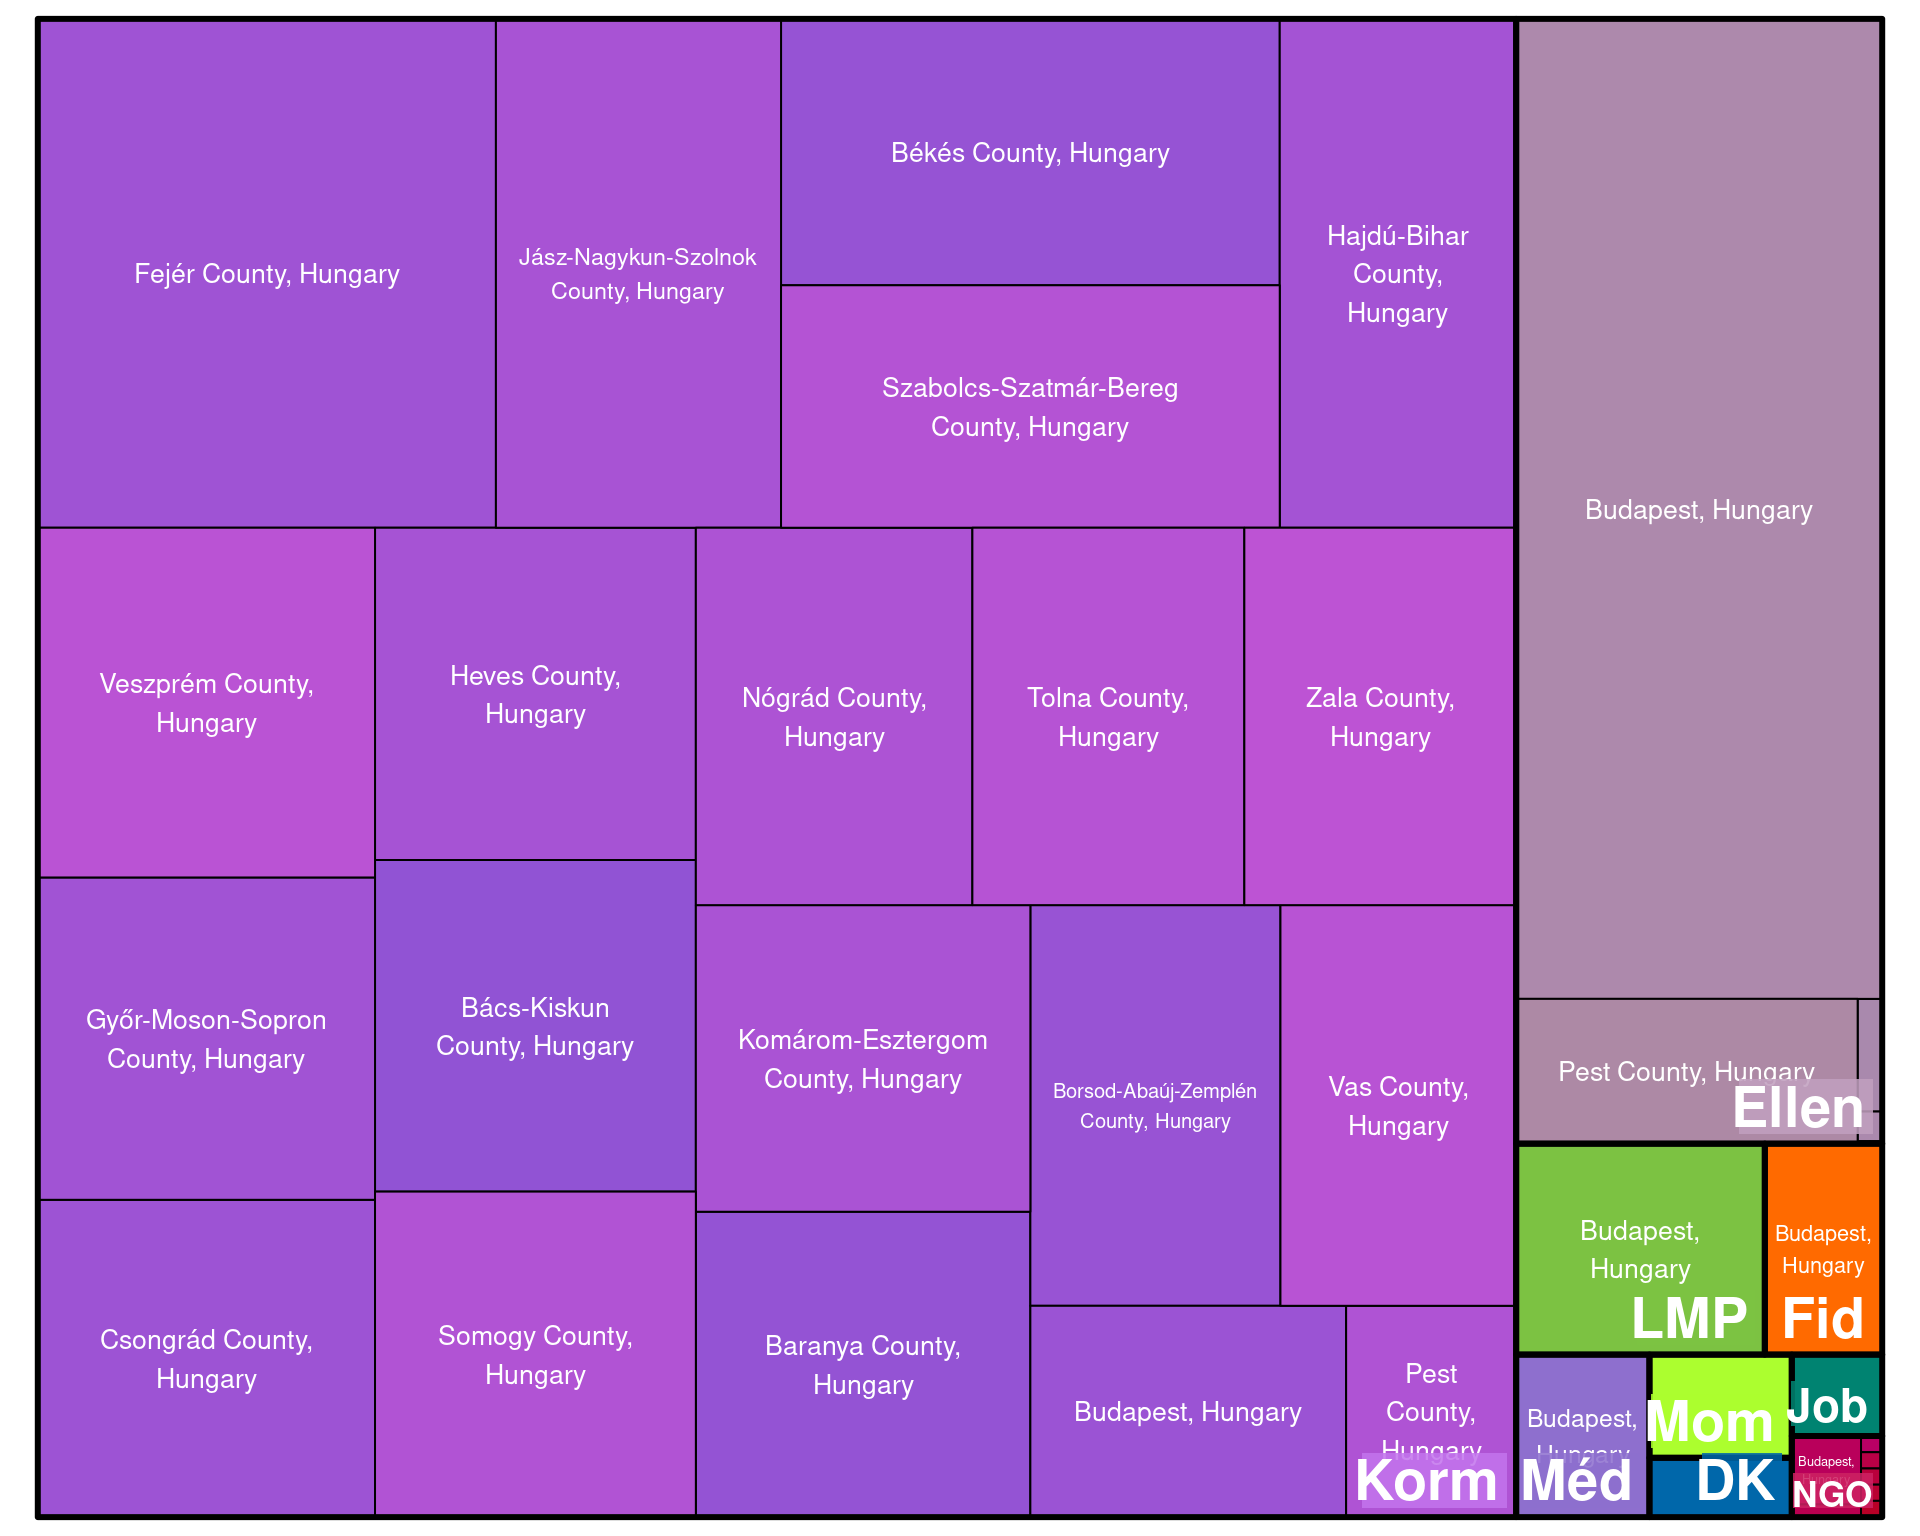 Fejér County, Hungary
Jász-Nagykun-Szolnok
County, Hungary
Békés County, Hungary
Szabolcs-Szatmár-Bereg
County, Hungary
Hajdú-Bihar
County,
Hungary
Veszprém County,
Hungary
Heves County,
Hungary
Nógrád County,
Hungary
Tolna County,
Hungary
Zala County,
Hungary
Győr-Moson-Sopron
County, Hungary
Bács-Kiskun
County, Hungary
Komárom-Esztergom
County, Hungary
Borsod-Abaúj-Zemplén
County, Hungary
Vas County,
Hungary
Csongrád County,
Hungary
Somogy County,
Hungary
Baranya County,
Hungary
Budapest, Hungary
Pest
County,
Hungary
Korm
Budapest, Hungary
Pest County, Hungary
Ellen
Budapest,
Hungary
LMP
Budapest,
Hungary
Fid
Budapest,
Hungary
Méd
Mom
DK
Job
Budapest,
Hungary
NGO